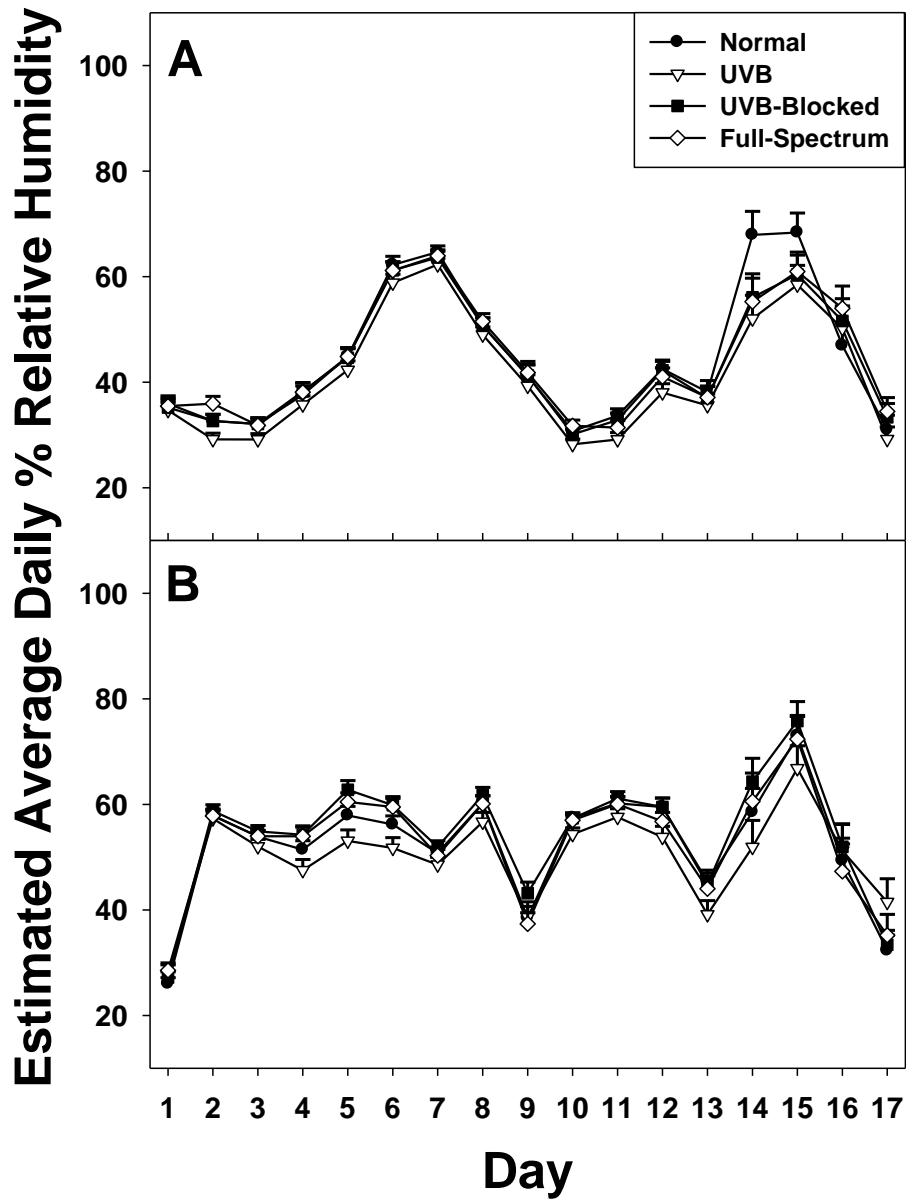 Estimated Average Daily % Relative Humidity
A
Normal
UVB
UVB-Blocked
Full-Spectrum
100
80
60
40
20
B
100
80
60
40
20
1 2 3 4 5 6 7 8 9 10 11 12 13 14 15 16 17
Day